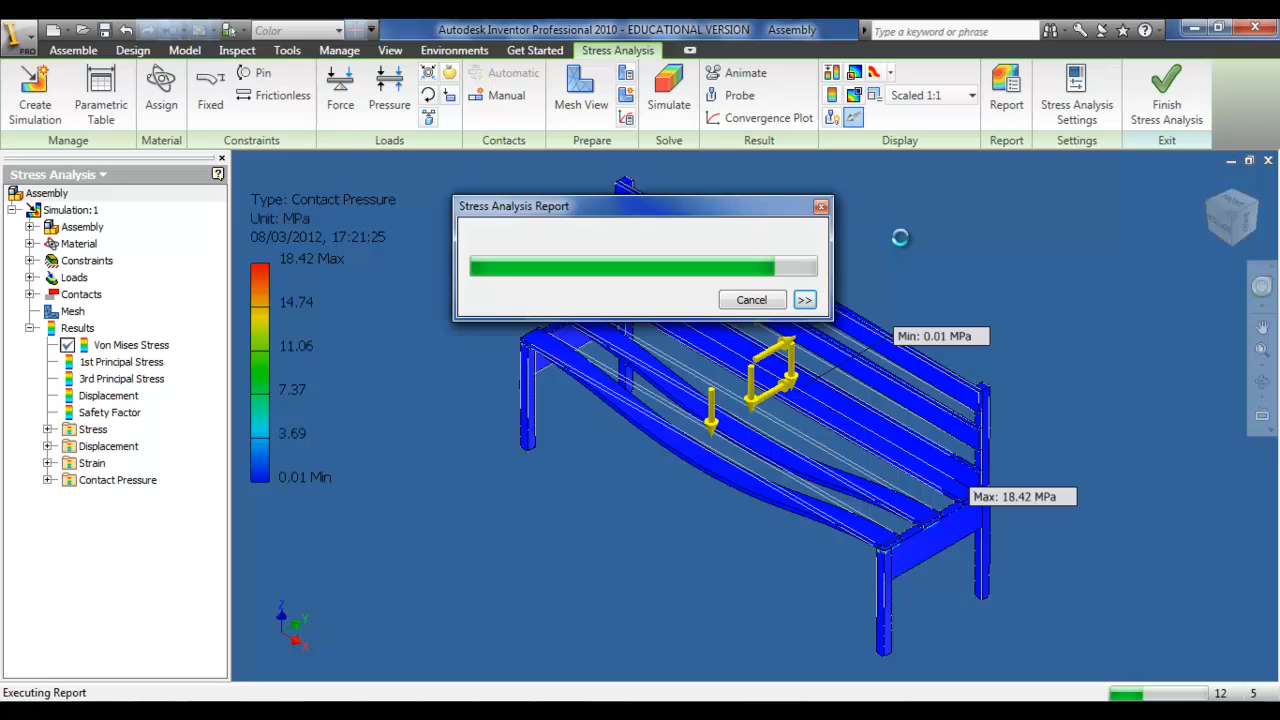 Color
Autodesk Inventor Professional 2010 - EDUCATIONAL VERSION Assembly
Type a keyword or phrase
PRO
Assemble Design Model Inspect Tools Manage View Environments Get Started Stress Analysis
Create Simulation
Parametric Table
Assign
Fixed
Pin
Frictionless
Force
Pressure
Automatic
Manual
Mesh View
Simulate
Animate
Probe
Convergence Plot
Scaled 1:1
Report
Stress Analysis Settings
Finish Stress Analysis
Manage Material Constraints Loads Contacts Prepare Solve Result Display Report Settings Exit
Stress Analysis
Assembly
Simulation:1
Assembly
Material
Constraints
Loads
Contacts
Mesh
Results
Von Mises Stress
1st Principal Stress
3rd Principal Stress
Displacement
Safety Factor
Stress
Displacement
Strain
Contact Pressure
Type: Contact Pressure
Unit: MPa
08/03/2012, 17:21:25
18.42 Max
14.74
11.06
7.37
3.69
0.01 Min
Stress Analysis Report
Cancel >>
Min: 0.01 MPa
Max: 18.42 MPa
Z
Y
X
Executing Report
12 5